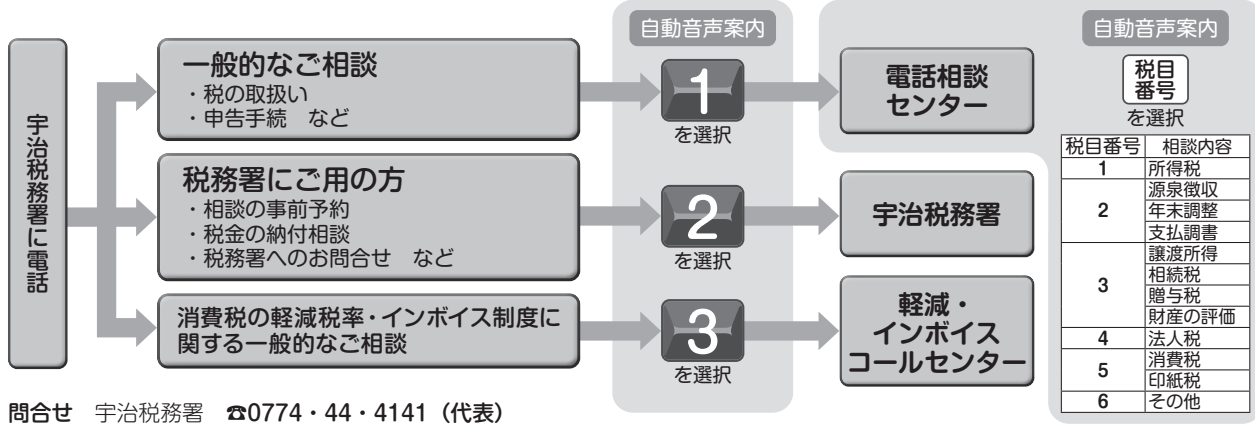 宇治税務署に電話
一般的なご相談
・税の取扱い
・申告手続　など
税務署にご用の方
・相談の事前予約
・税金の納付相談
・税務署へのお問合せ　など
消費税の軽減税率・インボイス制度に
関する一般的なご相談
自動音声案内
1
を選択
2
を選択
3
を選択
電話相談
センター
宇治税務署
軽減・
インボイス
コールセンター
自動音声案内
税目
番号
を選択
税目番号 相談内容
1 所得税
2 源泉徴収
年末調整
支払調書
3 譲渡所得
相続税
贈与税
財産の評価
4 法人税
5 消費税
印紙税
6 その他
問合せ　宇治税務署　☎0774・44・4141（代表）